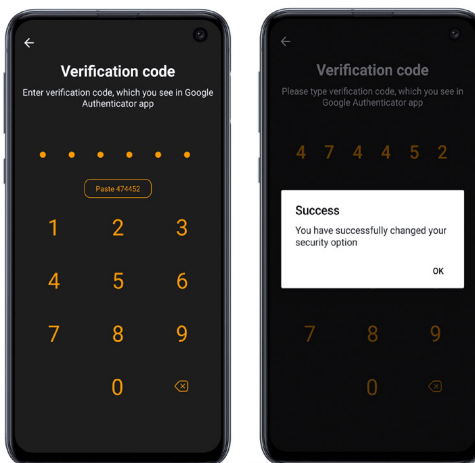 Verification code
Enter verification code, which you see in Google
Authenticator app
Paste 474452
1 2 3
4 5 6
7 8 9
0
Verification code
Please type verification code, which you see in
Google Authenticator app
4 7 4 4 5 2
Success
You have successfully changed your
security option
OK
7 8 9
0